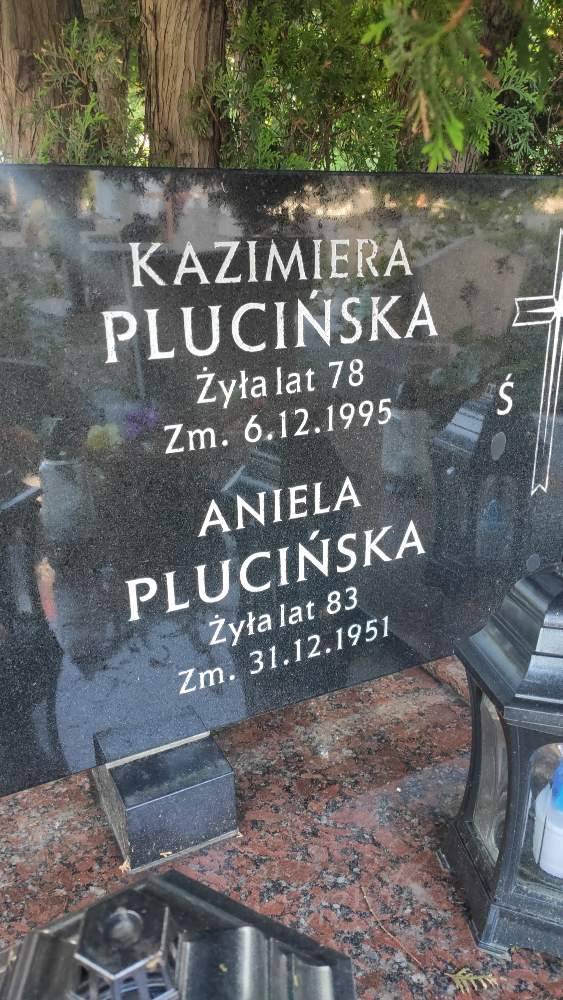 KAZIMIERA
PLUCIŃSKA
Żyła lat 78
Zm. 6.12.1995
Ś
ANIELA
PLUCIŃSKA
Żyła lat 83
Zm. 31.12.1951